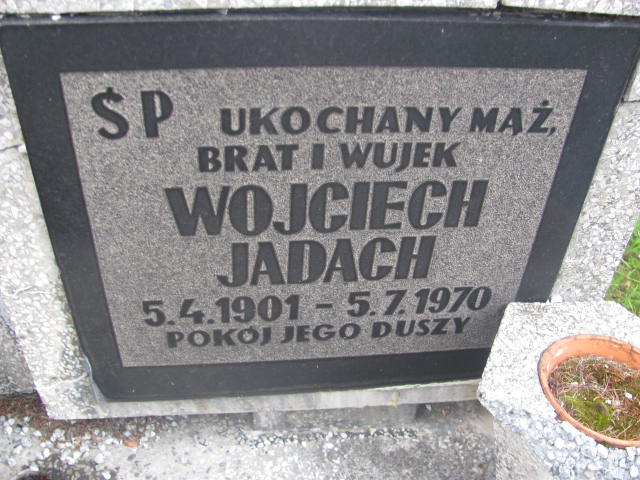 ŚP UKOCHANY MĄŻ,
BRAT I WUJEK
WOJCIECH
JADACH
5.4.1901 - 5.7.1970
POKÓJ JEGO DUSZY